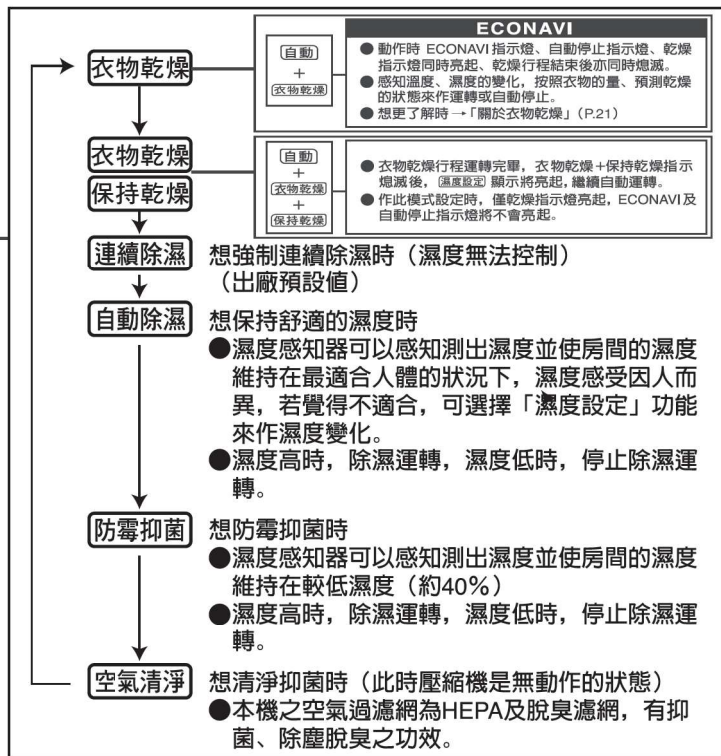 衣物乾燥
自動
+
衣物乾燥
ECONAVI
● 動作時 ECONAVI 指示燈、自動停止指示燈、乾燥
指示燈同時亮起、乾燥行程結束後亦同時熄滅。
● 感知溫度、濕度的變化，按照衣物的量、預測乾燥
的狀態來作運轉或自動停止。
● 想更了解時→「關於衣物乾燥」(P.21)
衣物乾燥
保持乾燥
自動
+
衣物乾燥
+
保持乾燥
● 衣物乾燥行程運轉完畢，衣物乾燥+保持乾燥指示
熄滅後，濕度設定 顯示將亮起，繼續自動運轉。
● 作此模式設定時，僅乾燥指示燈亮起，ECONAVI及
自動停止指示燈將不會亮起。
連續除濕 想強制連續除濕時（濕度無法控制）
（出廠預設值）
自動除濕 想保持舒適的濕度時
●濕度感知器可以感知測出濕度並使房間的濕度
維持在最適合人體的狀況下，濕度感受因人而
異，若覺得不適合，可選擇「濕度設定」功能
來作濕度變化。
●濕度高時，除濕運轉，濕度低時，停止除濕運
轉。
防霉抑菌 想防霉抑菌時
●濕度感知器可以感知測出濕度並使房間的濕度
維持在較低濕度（約40%）
●濕度高時，除濕運轉，濕度低時，停止除濕運
轉。
空氣清淨 想清淨抑菌時（此時壓縮機是無動作的狀態）
●本機之空氣過濾網為HEPA及脫臭濾網，有抑
菌、除塵脫臭之功效。